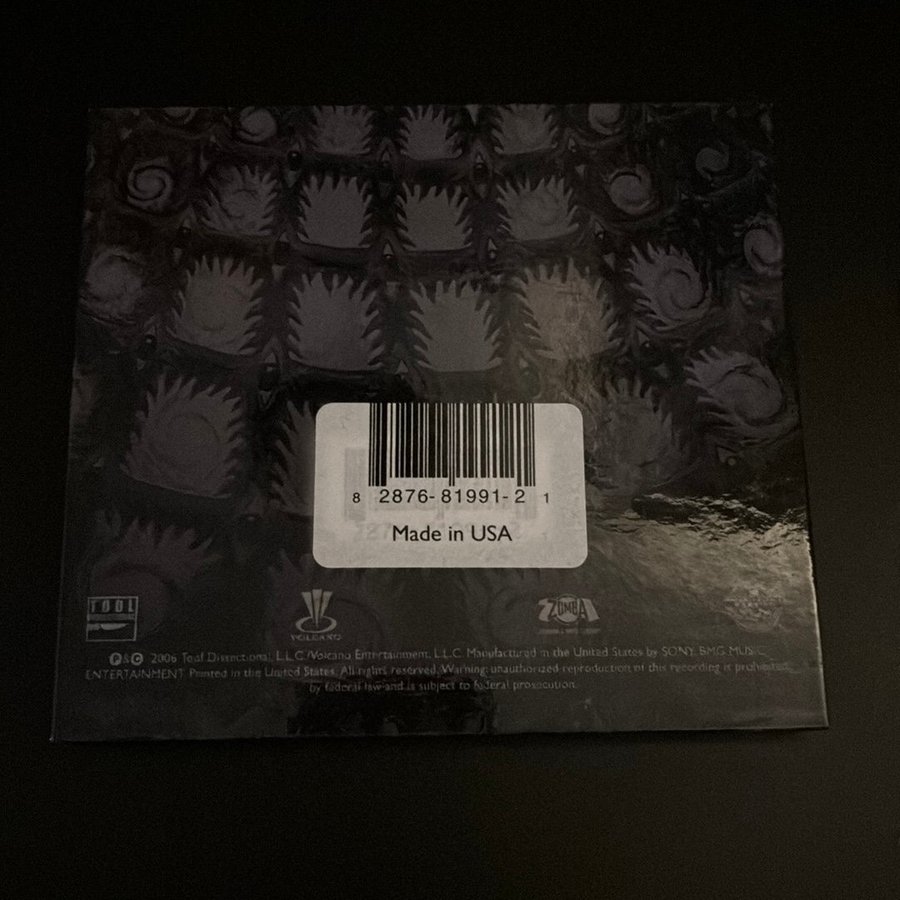 8 2876-81991-2 1
Made in USA
TOOL
VOLCANO
ZOMBA
℗ & © 2006 Tool Dissectional, L.L.C./Volcano Entertainment, L.L.C. Manufactured in the United States by SONY BMG MUSIC
ENTERTAINMENT. Printed in the United States. All rights reserved. Warning: unauthorized reproduction of this recording is prohibited
by federal law and is subject to federal prosecution.